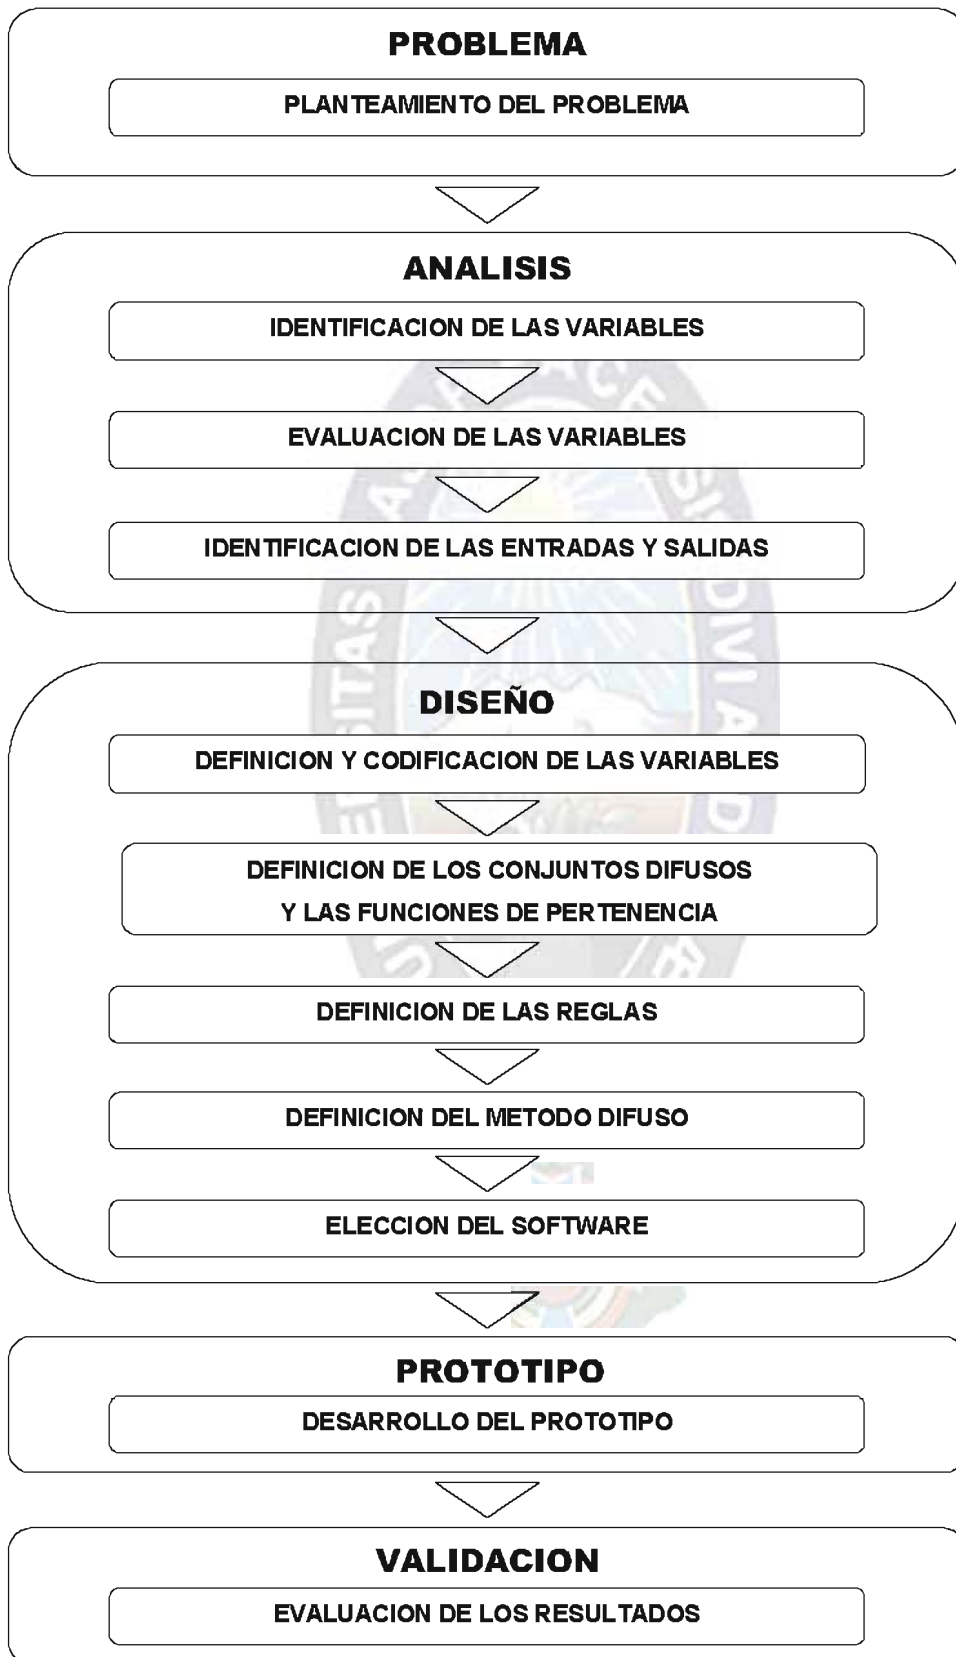 PROBLEMA
PLANTEAMIENTO DEL PROBLEMA
ANALISIS
IDENTIFICACION DE LAS VARIABLES
EVALUACION DE LAS VARIABLES
IDENTIFICACION DE LAS ENTRADAS Y SALIDAS
DISEÑO
DEFINICION Y CODIFICACION DE LAS VARIABLES
DEFINICION DE LOS CONJUNTOS DIFUSOS
Y LAS FUNCIONES DE PERTENENCIA
DEFINICION DE LAS REGLAS
DEFINICION DEL METODO DIFUSO
ELECCION DEL SOFTWARE
PROTOTIPO
DESARROLLO DEL PROTOTIPO
VALIDACION
EVALUACION DE LOS RESULTADOS